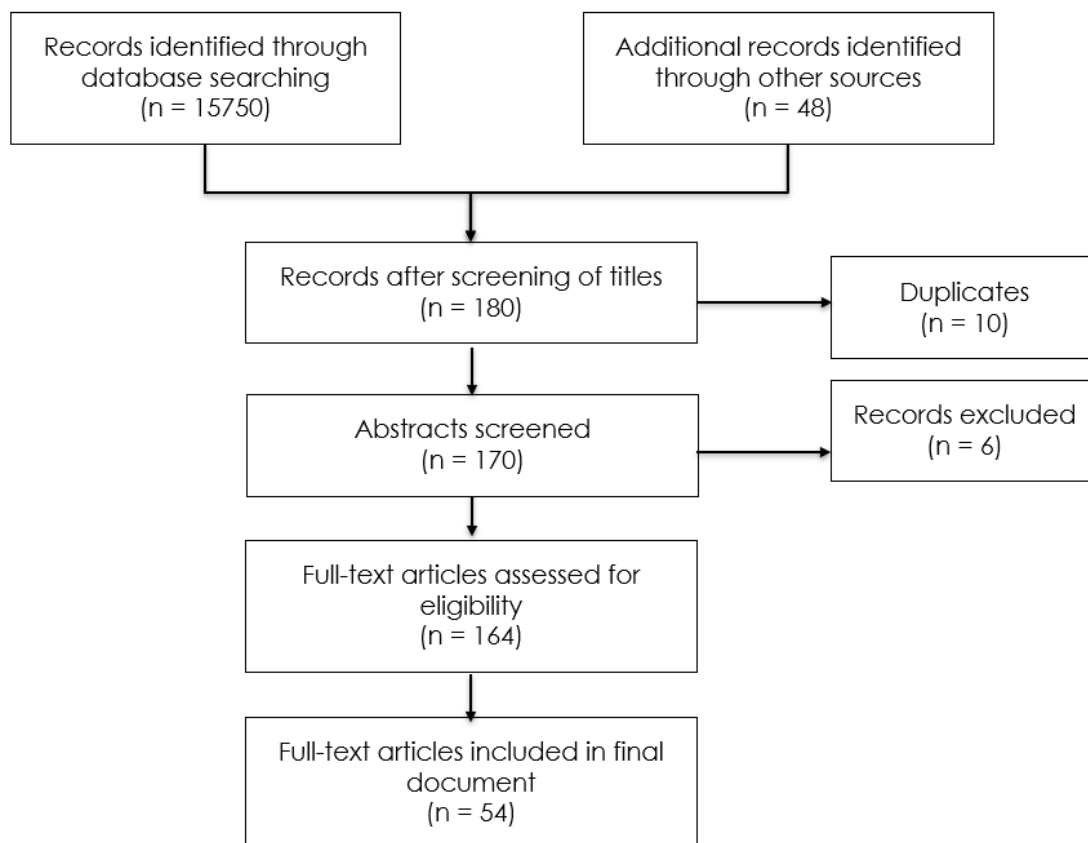 Records identified through
database searching
(n = 15750)
Additional records identified
through other sources
(n = 48)
Records after screening of titles
(n = 180)
Duplicates
(n = 10)
Abstracts screened
(n = 170)
Records excluded
(n = 6)
Full-text articles assessed for
eligibility
(n = 164)
Full-text articles included in final
document
(n = 54)